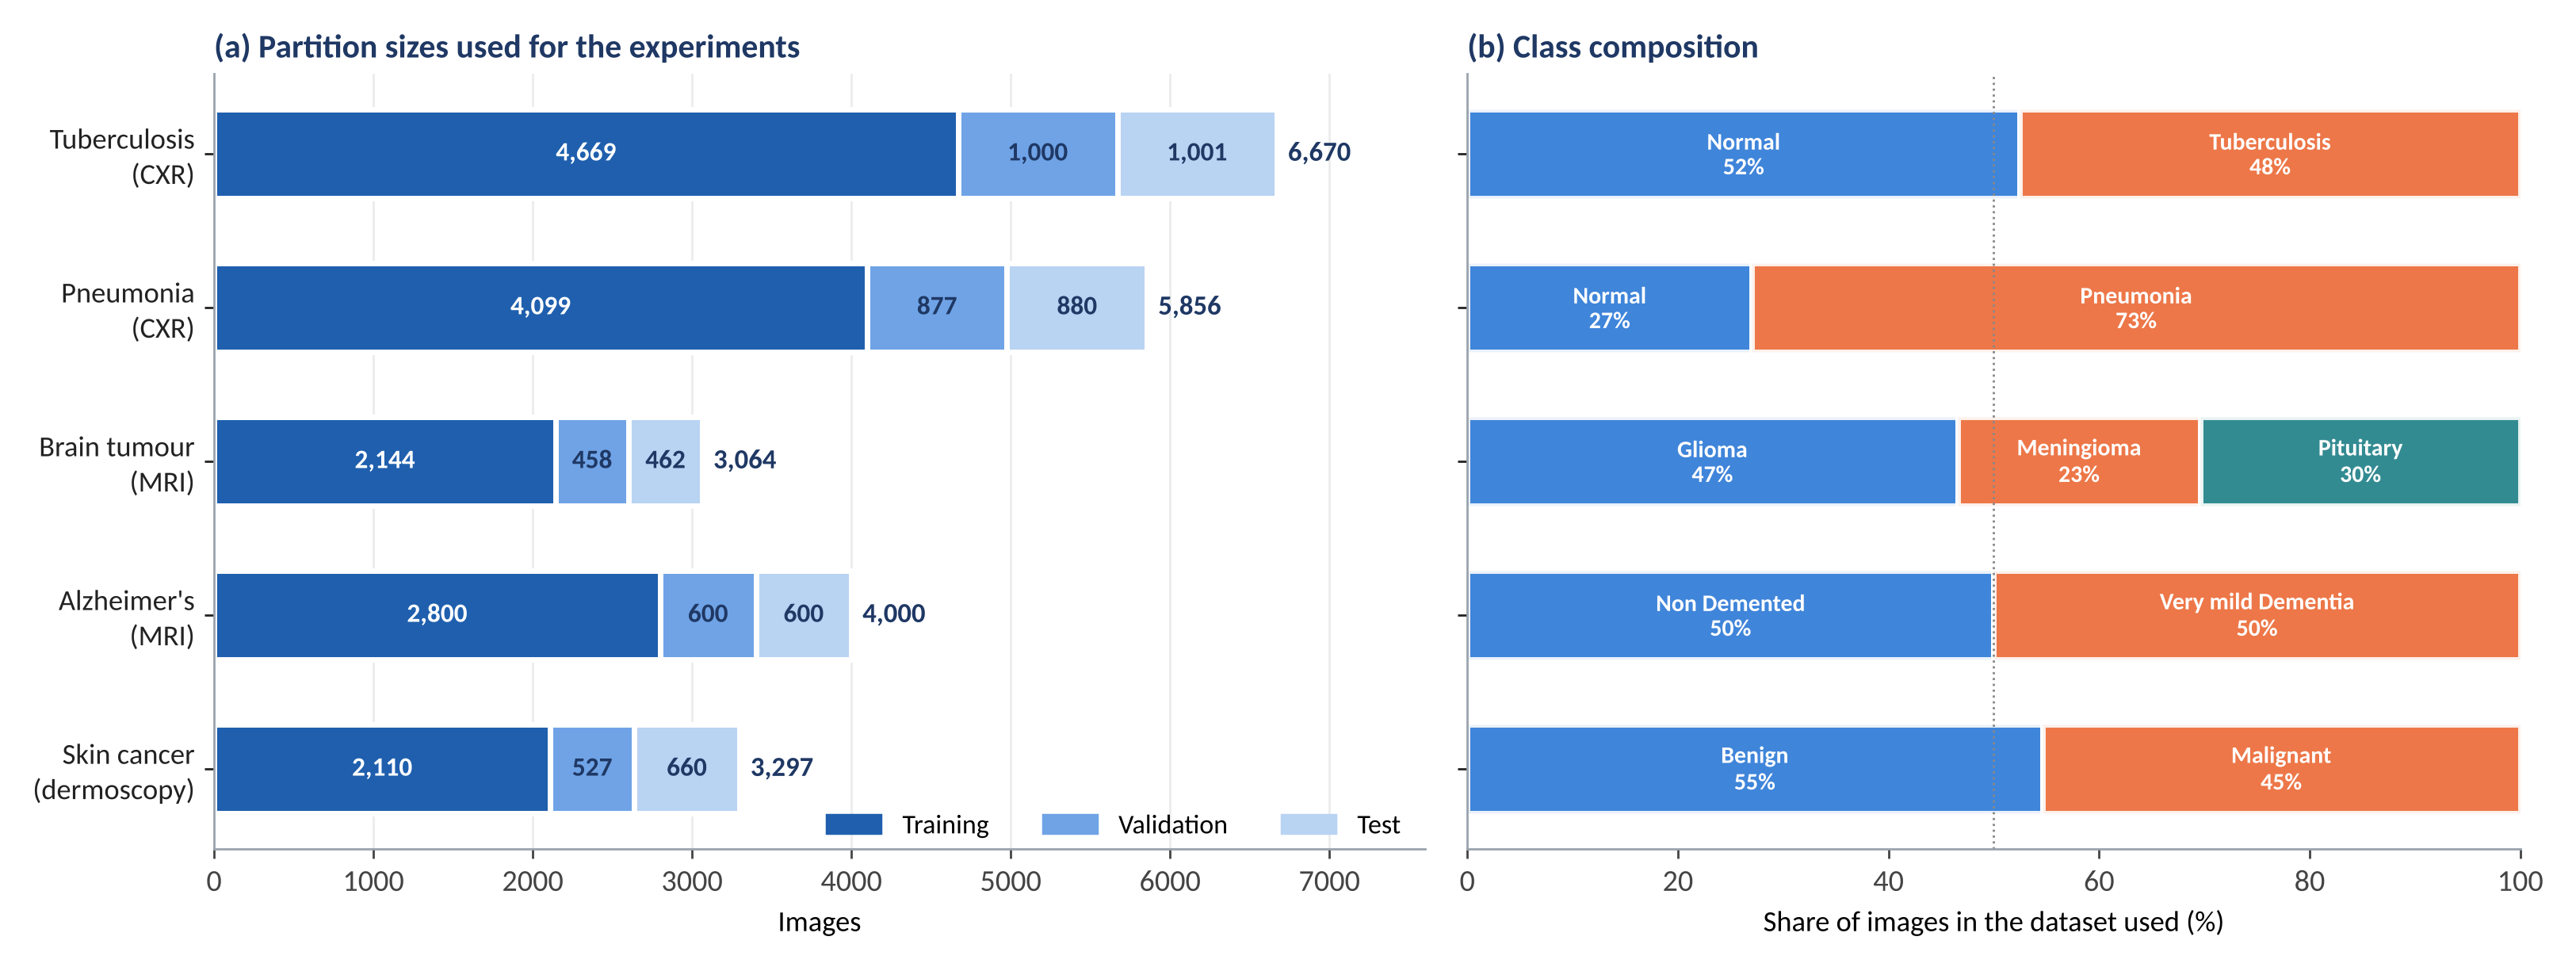 (a) Partition sizes used for the experiments
Tuberculosis
(CXR)
4,669
1,000
1,001
6,670
Pneumonia
(CXR)
4,099
877
880
5,856
Brain tumour
(MRI)
2,144
458
462
3,064
Alzheimer's
(MRI)
2,800
600
600
4,000
Skin cancer
(dermoscopy)
2,110
527
660
3,297
Training
Validation
Test
0
1000
2000
3000
4000
5000
6000
7000
Images
(b) Class composition
Normal
52%
Tuberculosis
48%
Normal
27%
Pneumonia
73%
Glioma
47%
Meningioma
23%
Pituitary
30%
Non Demented
50%
Very mild Dementia
50%
Benign
55%
Malignant
45%
0
20
40
60
80
100
Share of images in the dataset used (%)